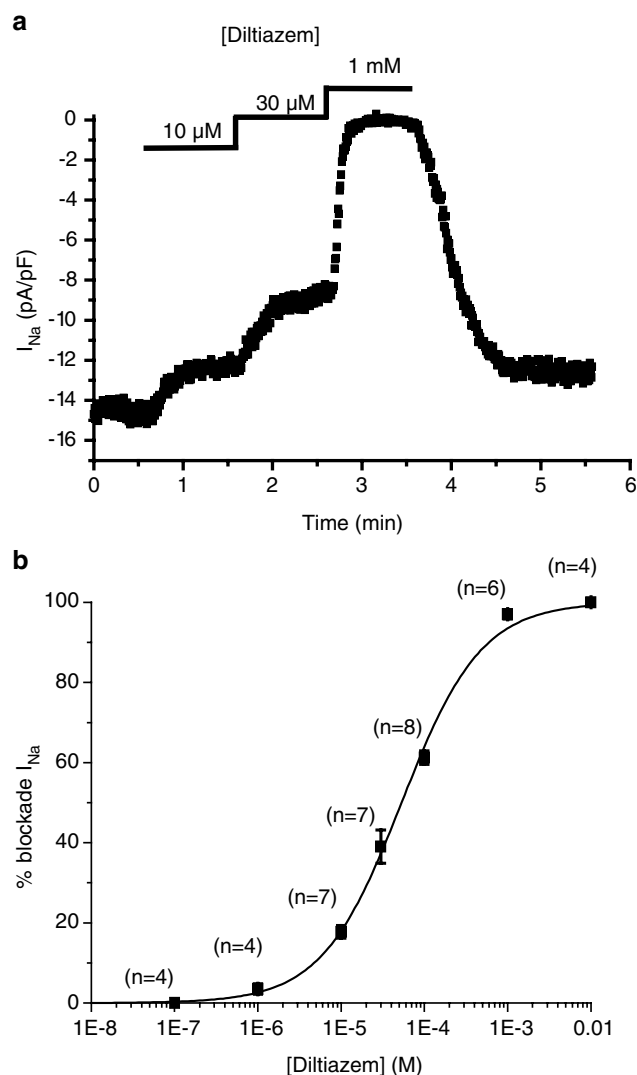 a
[Diltiazem]
1 mM
30 µM
10 µM
0
-2
-4
-6
-8
-10
-12
-14
-16
I_Na (pA/pF)
0 1 2 3 4 5 6
Time (min)
b
(n=4)
(n=6)
(n=8)
(n=7)
(n=7)
(n=4)
(n=4)
100
80
60
40
20
0
% blockade I_Na
1E-7 1E-6 1E-5 1E-4 1E-3 0.01
1E-8
[Diltiazem] (M)